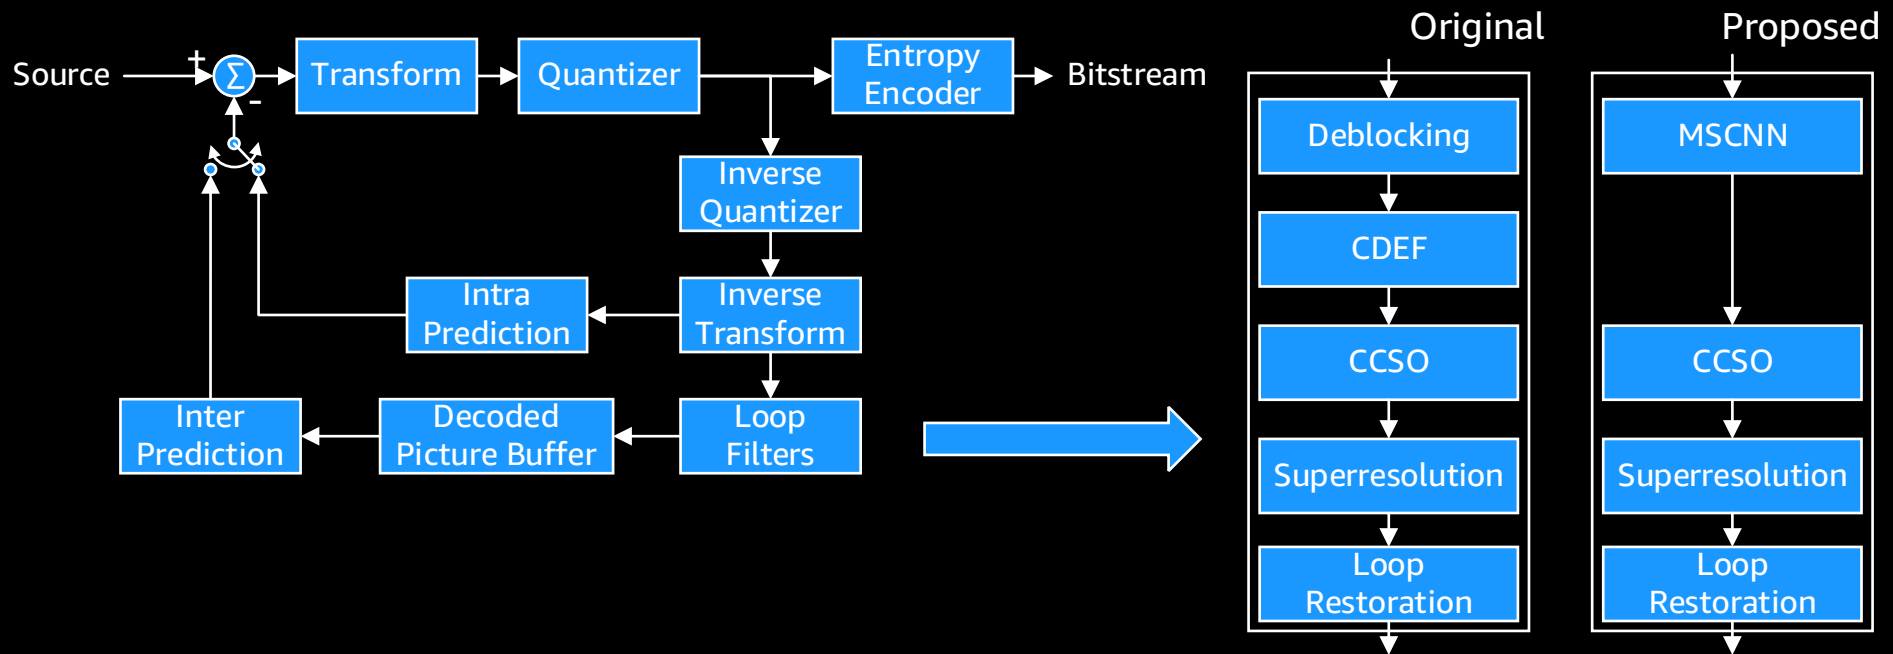 Original
Proposed
Source
+
Σ
-
Transform
Quantizer
Entropy
Encoder
Bitstream
Inverse
Quantizer
Intra
Prediction
Inverse
Transform
Inter
Prediction
Decoded
Picture Buffer
Loop
Filters
Deblocking
CDEF
CCSO
Superresolution
Loop
Restoration
MSCNN
CCSO
Superresolution
Loop
Restoration